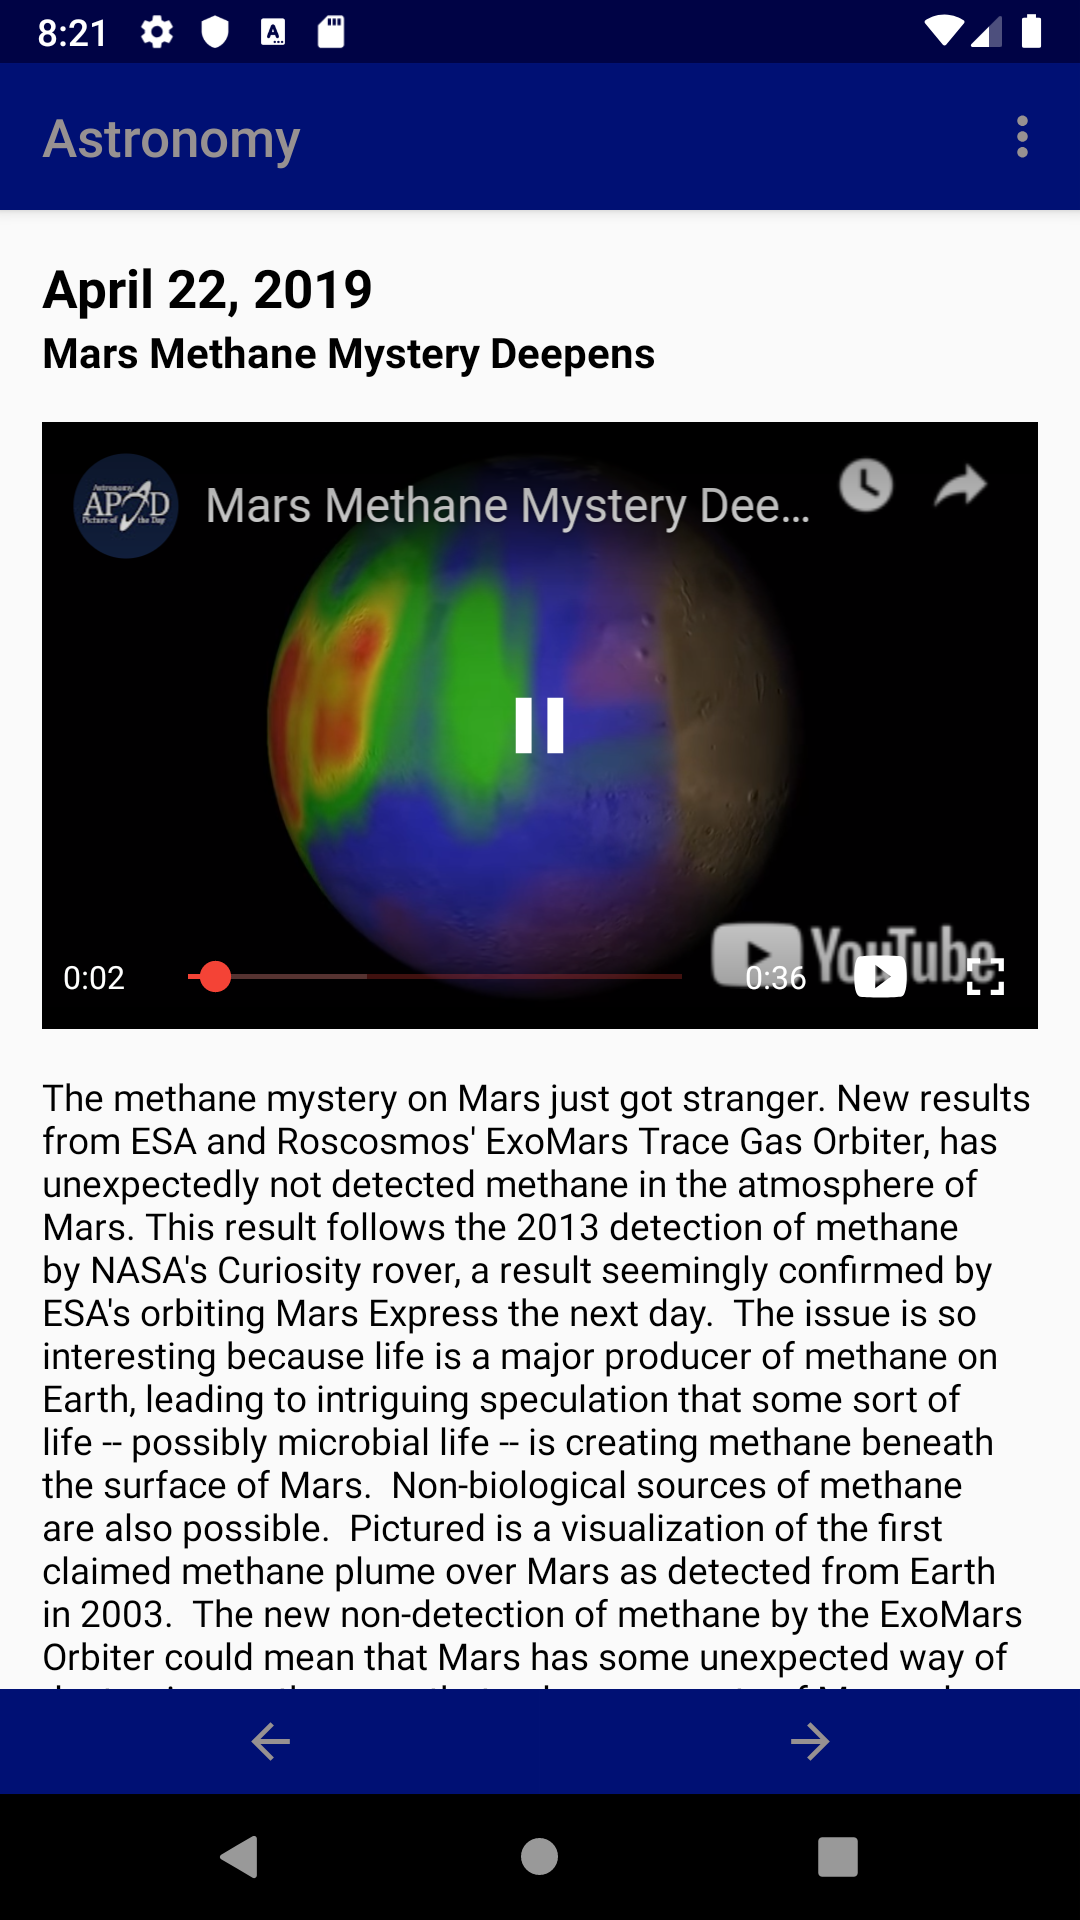 8:21
Astronomy
April 22, 2019
Mars Methane Mystery Deepens
Astronomy
APOD
Picture of the Day
Mars Methane Mystery Dee...
YouTube
0:02
0:36
The methane mystery on Mars just got stranger. New results
from ESA and Roscosmos' ExoMars Trace Gas Orbiter, has
unexpectedly not detected methane in the atmosphere of
Mars. This result follows the 2013 detection of methane
by NASA's Curiosity rover, a result seemingly confirmed by
ESA's orbiting Mars Express the next day.  The issue is so
interesting because life is a major producer of methane on
Earth, leading to intriguing speculation that some sort of
life -- possibly microbial life -- is creating methane beneath
the surface of Mars.  Non-biological sources of methane
are also possible.  Pictured is a visualization of the first
claimed methane plume over Mars as detected from Earth
in 2003.  The new non-detection of methane by the ExoMars
Orbiter could mean that Mars has some unexpected way of